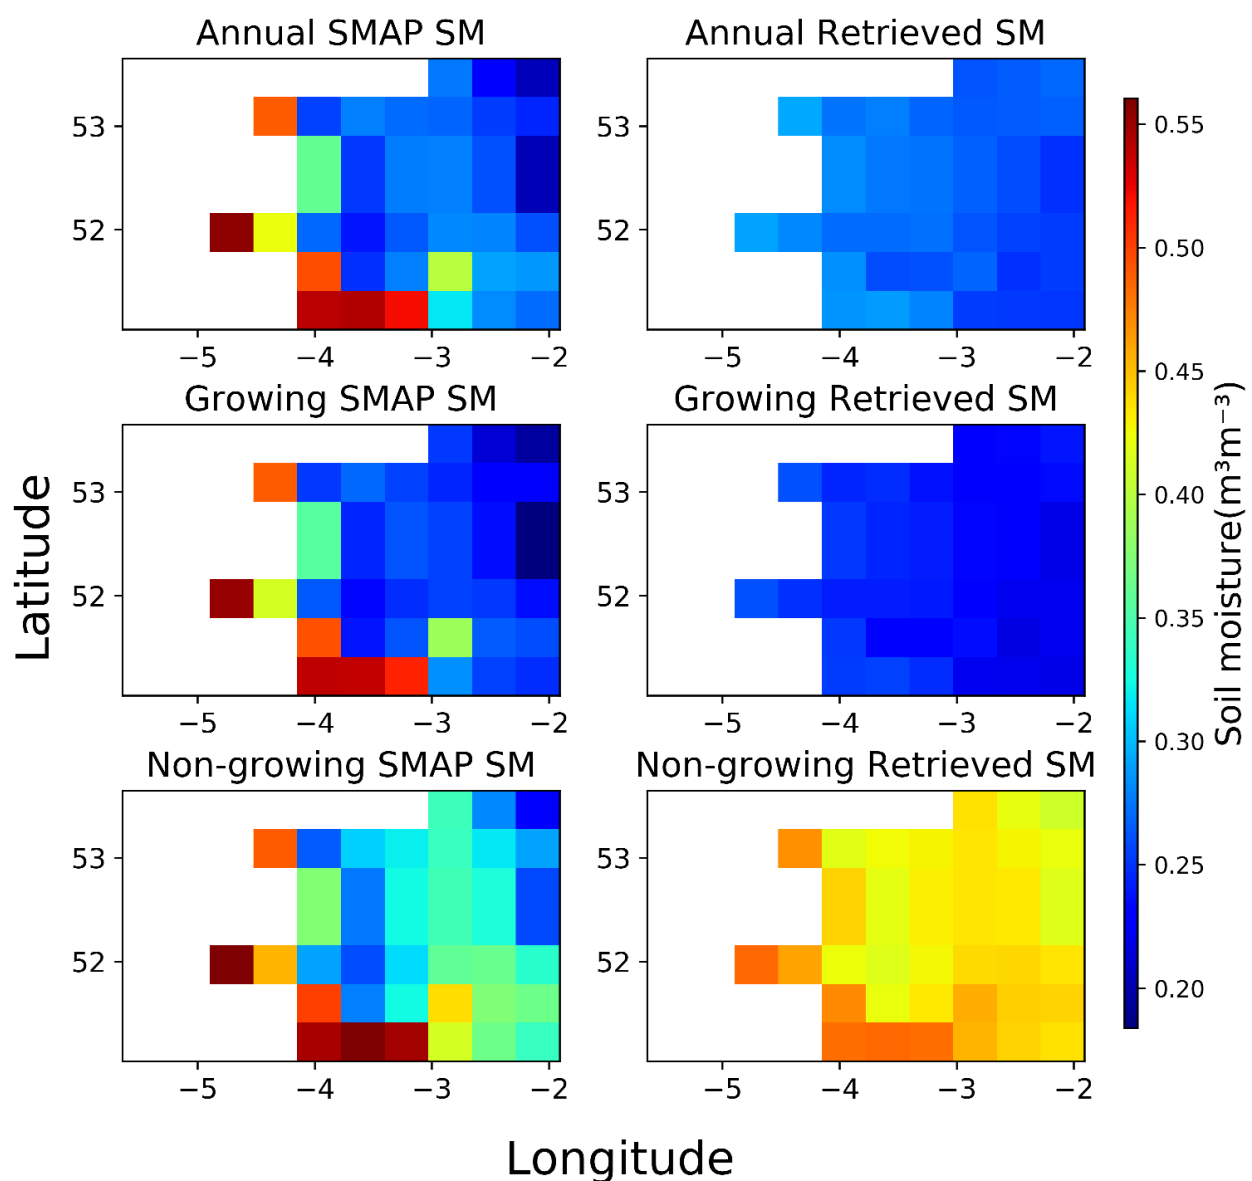 Annual SMAP SM
Annual Retrieved SM
53
52
−5 −4 −3 −2
53
52
−5 −4 −3 −2
Growing SMAP SM
Growing Retrieved SM
53
52
−5 −4 −3 −2
53
52
−5 −4 −3 −2
Non-growing SMAP SM
Non-growing Retrieved SM
53
52
−5 −4 −3 −2
53
52
−5 −4 −3 −2
Latitude
Longitude
0.55
0.50
0.45
0.40
0.35
0.30
0.25
0.20
Soil moisture(m³m⁻³)